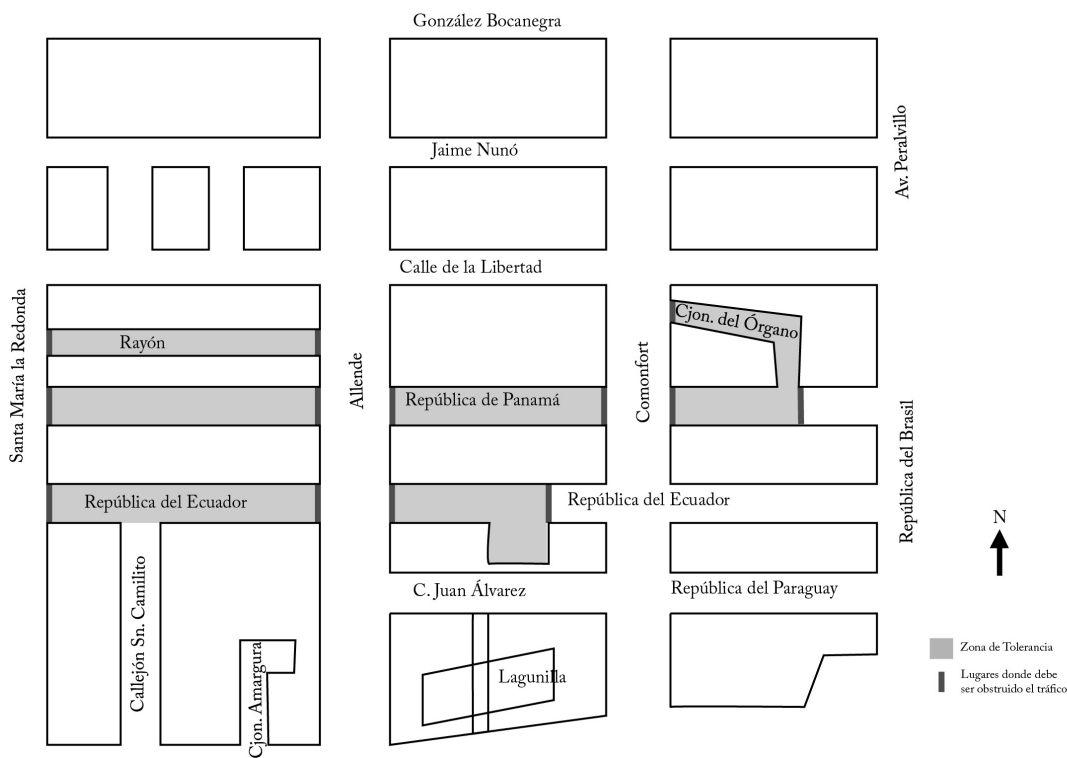 González Bocanegra
Jaime Nunó
Av. Peralvillo
Calle de la Libertad
Santa María la Redonda
Rayón
Allende
Comonfort
Cjon. del Órgano
República de Panamá
República del Brasil
República del Ecuador
República del Ecuador
N
Callejón Sn. Camilito
C. Juan Álvarez
República del Paraguay
Cjon. Amargura
Lagunilla
Zona de Tolerancia
Lugares donde debe
ser obstruido el tráfico